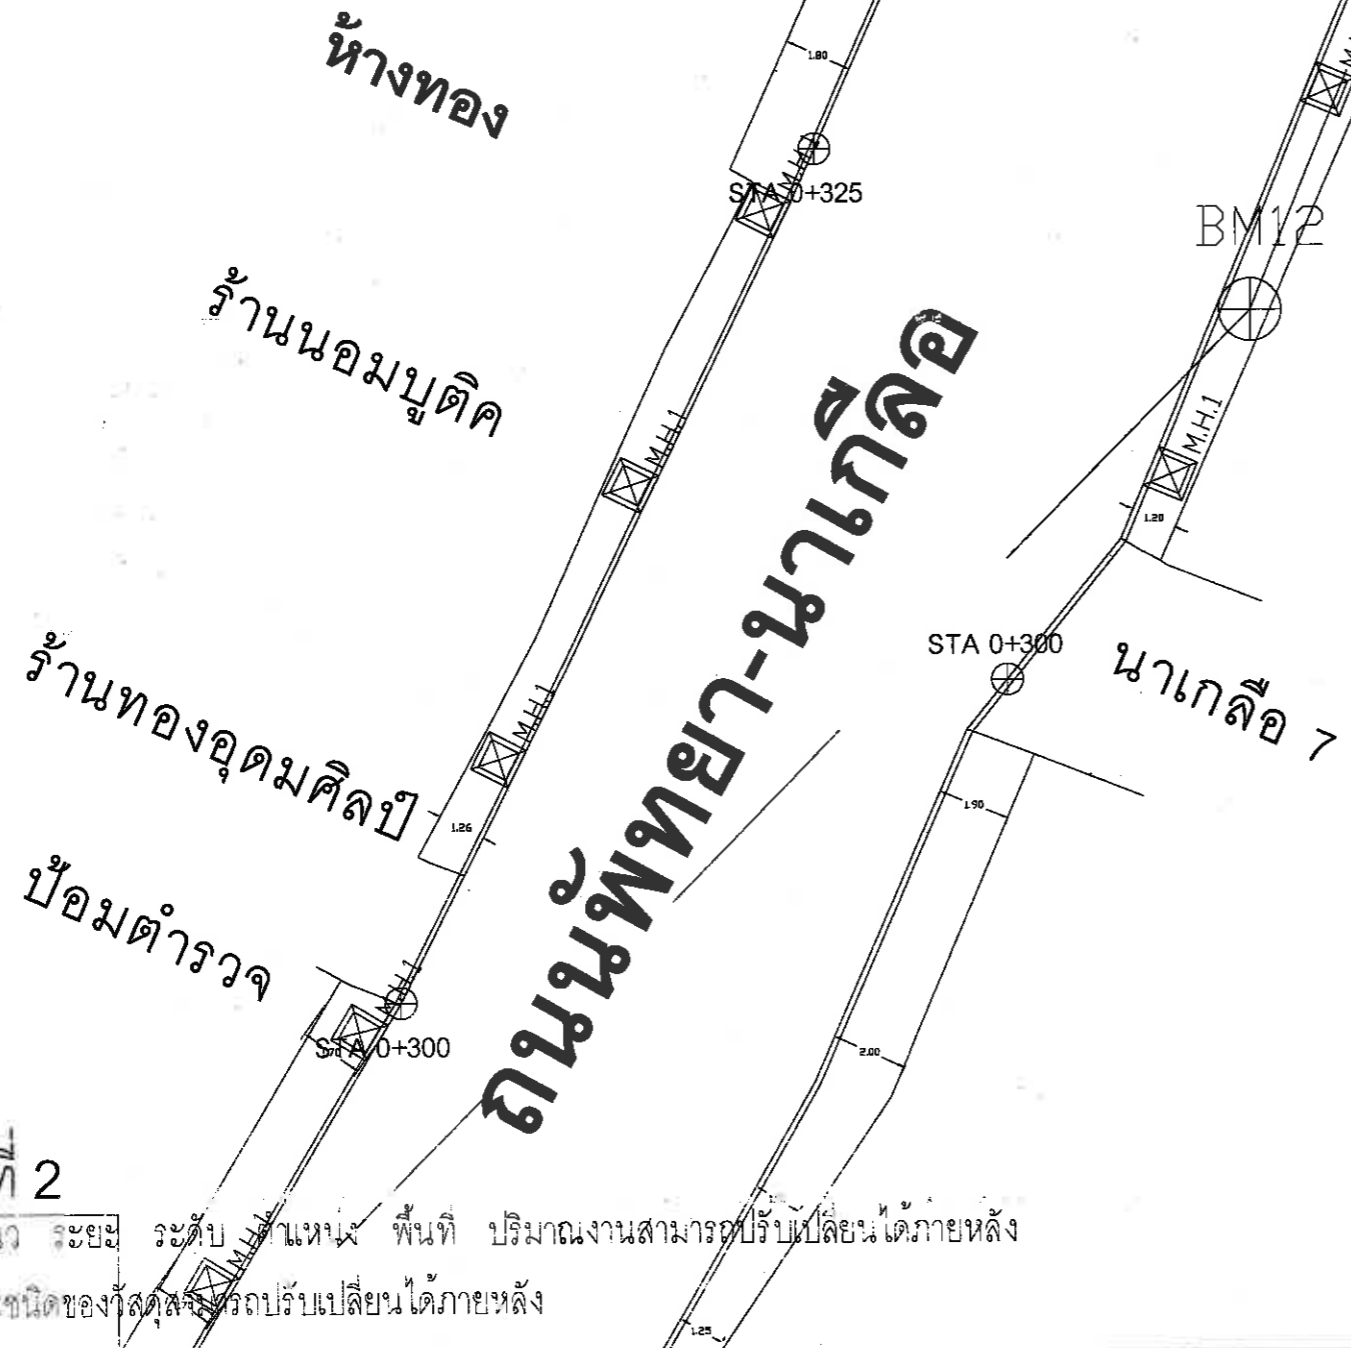 ห้างทอง
1.80
M.H.1
STA 0+325
BM12
ร้านนอมบูติค
M.H.1
M.H.1
1.20
ถนนพัทยา-นาเกลือ
STA 0+300
นาเกลือ 7
ร้านทองอุดมศิลป์
M.H.1
1.26
1.90
ป้อมตำรวจ
M.H.1
STA 0+300
2.00
2
ระยะ ระดับ ตำแหน่ง พื้นที่ ปริมาณงานสามารถปรับเปลี่ยนได้ภายหลัง
M.H.1
ชนิดของวัสดุสามารถปรับเปลี่ยนได้ภายหลัง
1.25